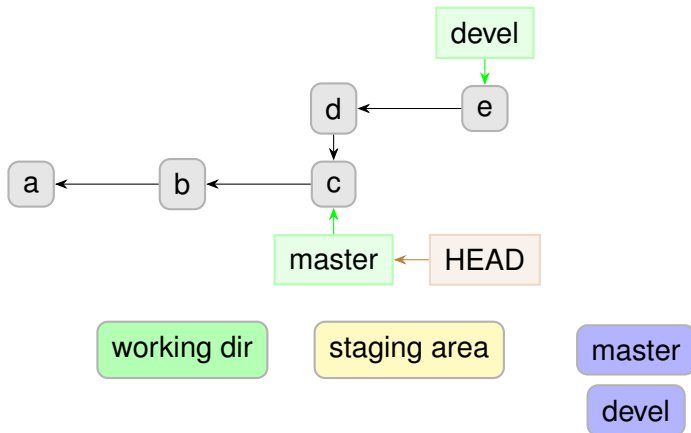 devel
d
e
a
b
c
master
HEAD
working dir
staging area
master
devel